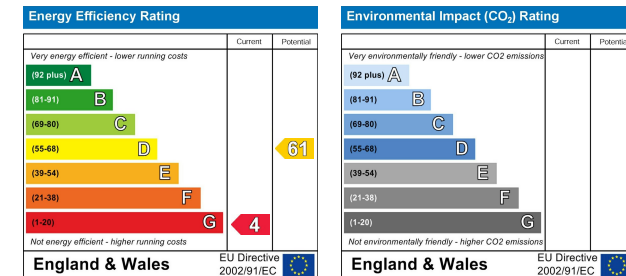 Energy Efficiency Rating
Current Potential
Very energy efficient - lower running costs
(92 plus) A
(81-91) B
(69-80) C
(55-68) D 61
(39-54) E
(21-38) F
(1-20) G 4
Not energy efficient - higher running costs
England & Wales
EU Directive
2002/91/EC
Environmental Impact (CO₂) Rating
Current Potential
Very environmentally friendly - lower CO2 emissions
(92 plus) A
(81-91) B
(69-80) C
(55-68) D
(39-54) E
(21-38) F
(1-20) G
Not environmentally friendly - higher CO2 emissions
England & Wales
EU Directive
2002/91/EC